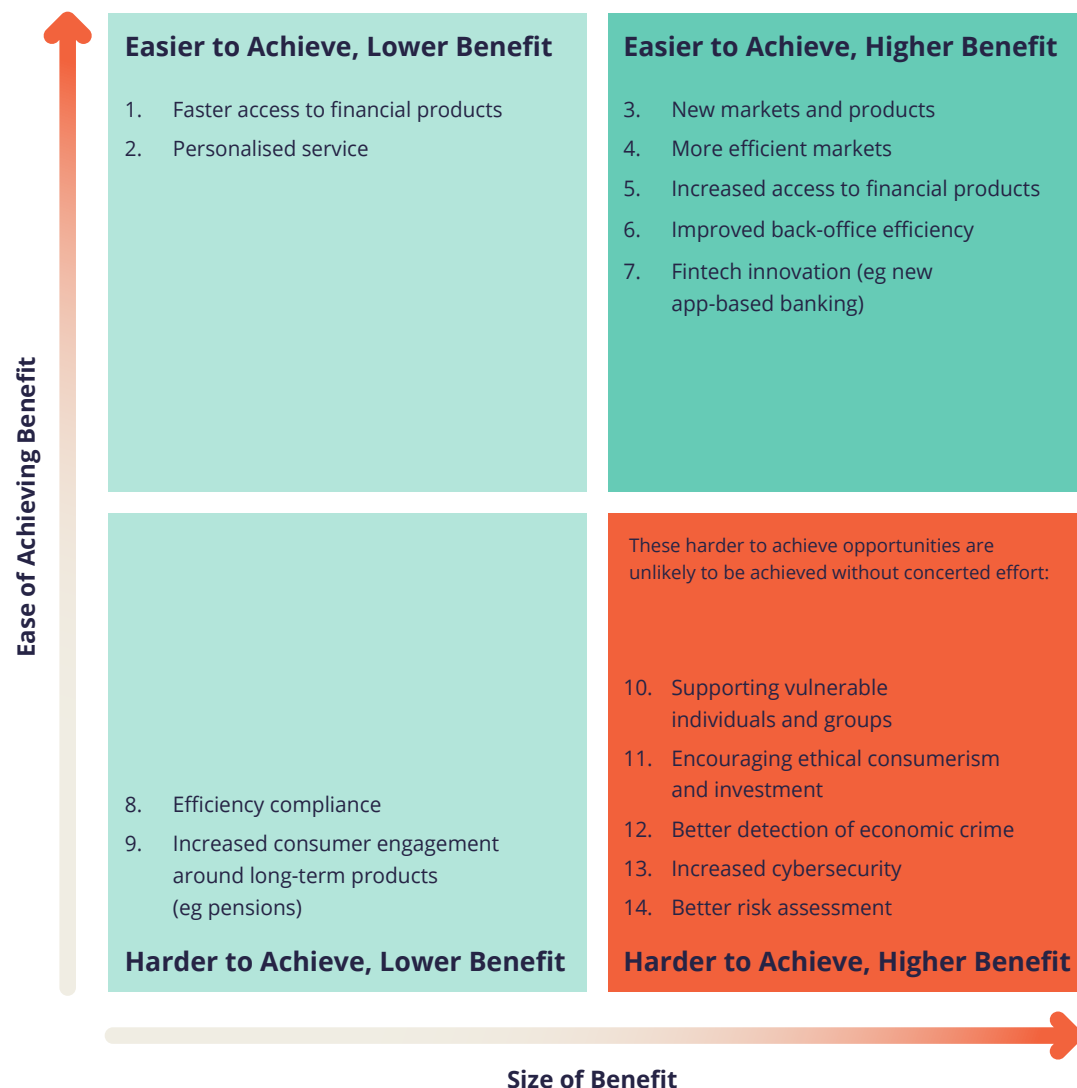 Easier to Achieve, Lower Benefit
1. Faster access to financial products
2. Personalised service
Easier to Achieve, Higher Benefit
3. New markets and products
4. More efficient markets
5. Increased access to financial products
6. Improved back-office efficiency
7. Fintech innovation (eg new
app-based banking)
Ease of Achieving Benefit
8. Efficiency compliance
9. Increased consumer engagement
around long-term products
(eg pensions)
Harder to Achieve, Lower Benefit
These harder to achieve opportunities are
unlikely to be achieved without concerted effort:
10. Supporting vulnerable
individuals and groups
11. Encouraging ethical consumerism
and investment
12. Better detection of economic crime
13. Increased cybersecurity
14. Better risk assessment
Harder to Achieve, Higher Benefit
Size of Benefit